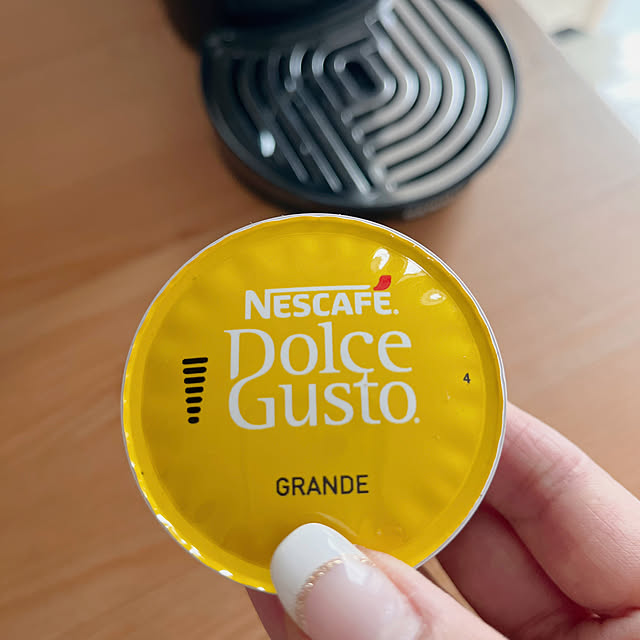 NESCAFÉ.
Dolce
Gusto.
4
GRANDE